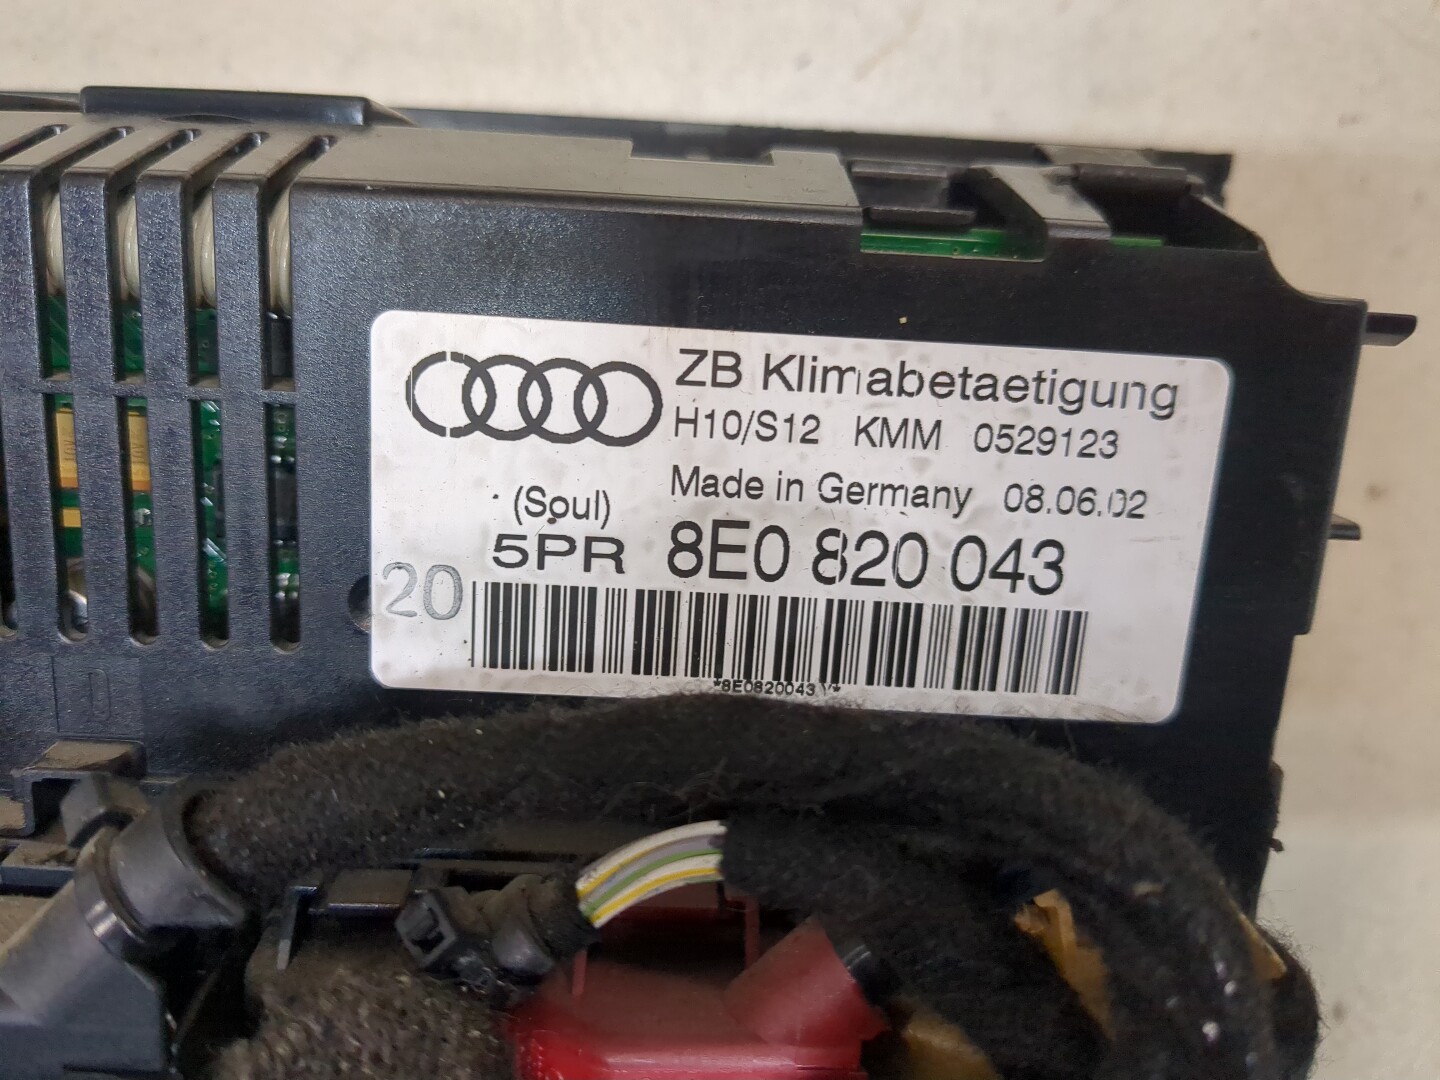 ZB Klimabetaetigung
H10/S12 KMM 0529123
Made in Germany 08.06.02
(Soul)
5PR 8E0 820 043
20
*8E0820043 V*